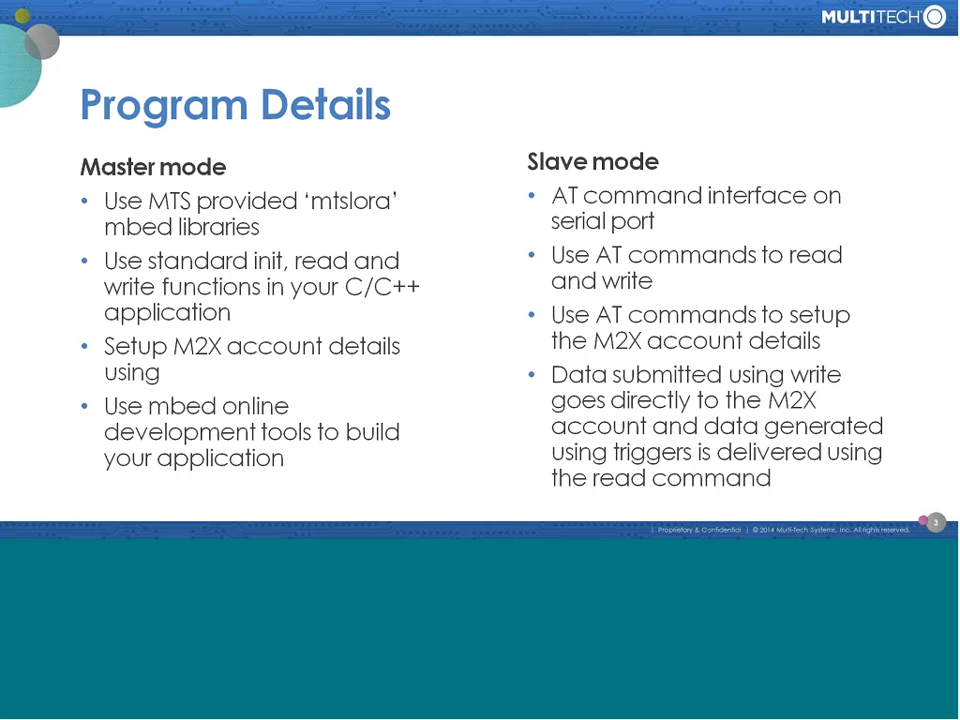 MULTITECH
Program Details
Master mode
• Use MTS provided ‘mtslora’
mbed libraries
• Use standard init, read and
write functions in your C/C++
application
• Setup M2X account details
using
• Use mbed online
development tools to build
your application
Slave mode
• AT command interface on
serial port
• Use AT commands to read
and write
• Use AT commands to setup
the M2X account details
• Data submitted using write
goes directly to the M2X
account and data generated
using triggers is delivered using
the read command
| Proprietary & Confidential | © 2014 Multi-Tech Systems, Inc. All rights reserved.
3